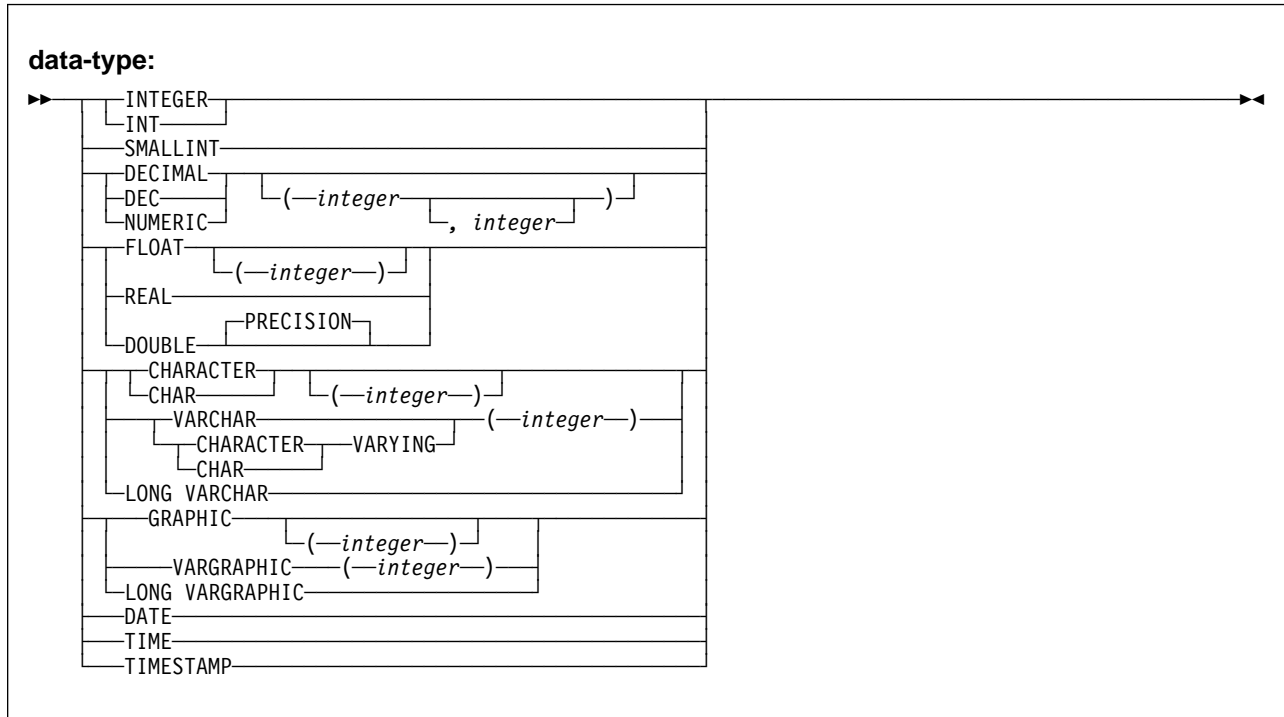 data-type:
INTEGER
INT
SMALLINT
DECIMAL
DEC ( integer )
NUMERIC , integer
FLOAT
( integer )
REAL
PRECISION
DOUBLE
CHARACTER
CHAR ( integer )
VARCHAR ( integer )
CHARACTER VARYING
CHAR
LONG VARCHAR
GRAPHIC
( integer )
VARGRAPHIC ( integer )
LONG VARGRAPHIC
DATE
TIME
TIMESTAMP